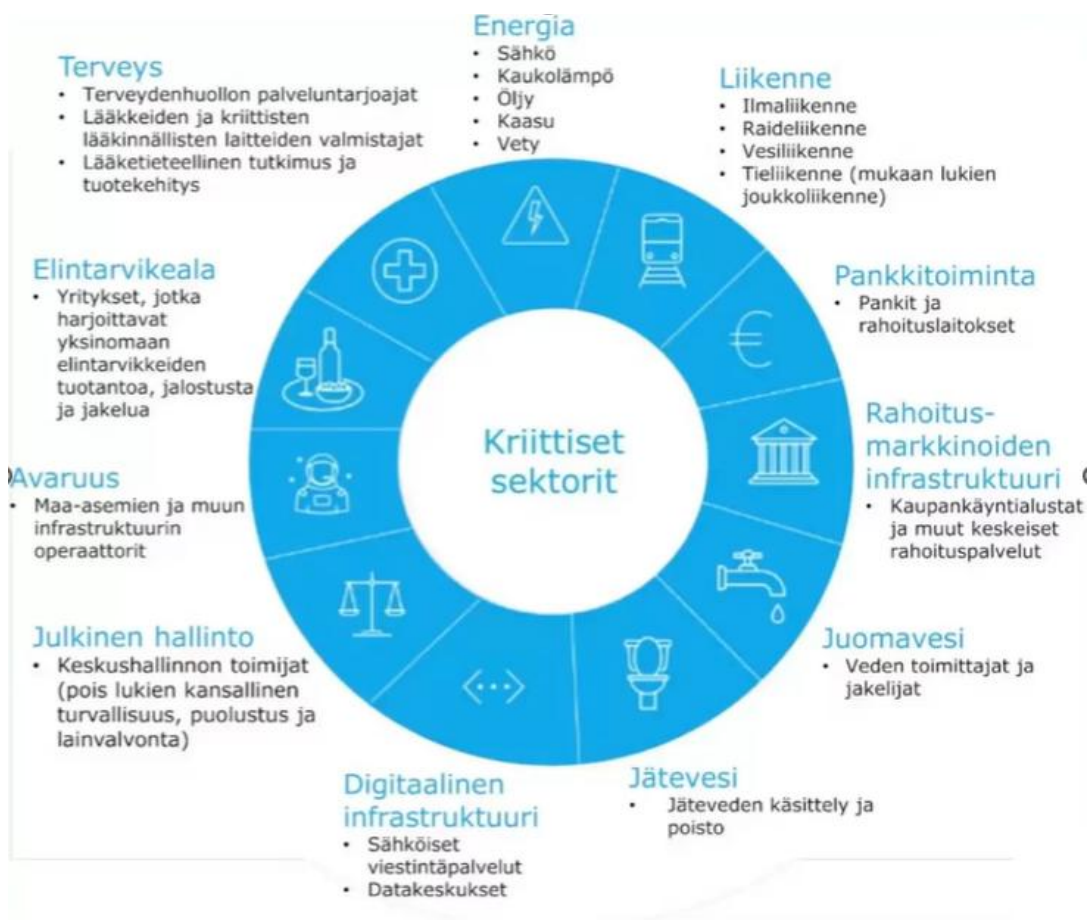 Energia
• Sähkö
• Kaukolämpö
• Öljy
• Kaasu
• Vety
Terveys
• Terveydenhuollon palveluntarjoajat
• Lääkkeiden ja kriittisten
lääkinnällisten laitteiden valmistajat
• Lääketieteellinen tutkimus ja
tuotekehitys
Liikenne
• Ilmaliikenne
• Raideliikenne
• Vesiliikenne
• Tieliikenne (mukaan lukien
joukkoliikenne)
Elintarvikeala
• Yritykset, jotka
harjoittavat
yksinomaan
elintarvikkeiden
tuotantoa, jalostusta
ja jakelua
Pankkitoiminta
• Pankit ja
rahoituslaitokset
€
Kriittiset
sektorit
Rahoitus-
markkinoiden
infrastruktuuri
• Kaupankäyntialustat
ja muut keskeiset
rahoituspalvelut
Avaruus
• Maa-asemien ja muun
infrastruktuurin
operaattorit
Julkinen hallinto
• Keskushallinnon toimijat
(pois lukien kansallinen
turvallisuus, puolustus ja
lainvalvonta)
Juomavesi
• Veden toimittajat ja
jakelijat
Digitaalinen
infrastruktuuri
• Sähköiset
viestintäpalvelut
• Datakeskukset
Jätevesi
• Jäteveden käsittely ja
poisto